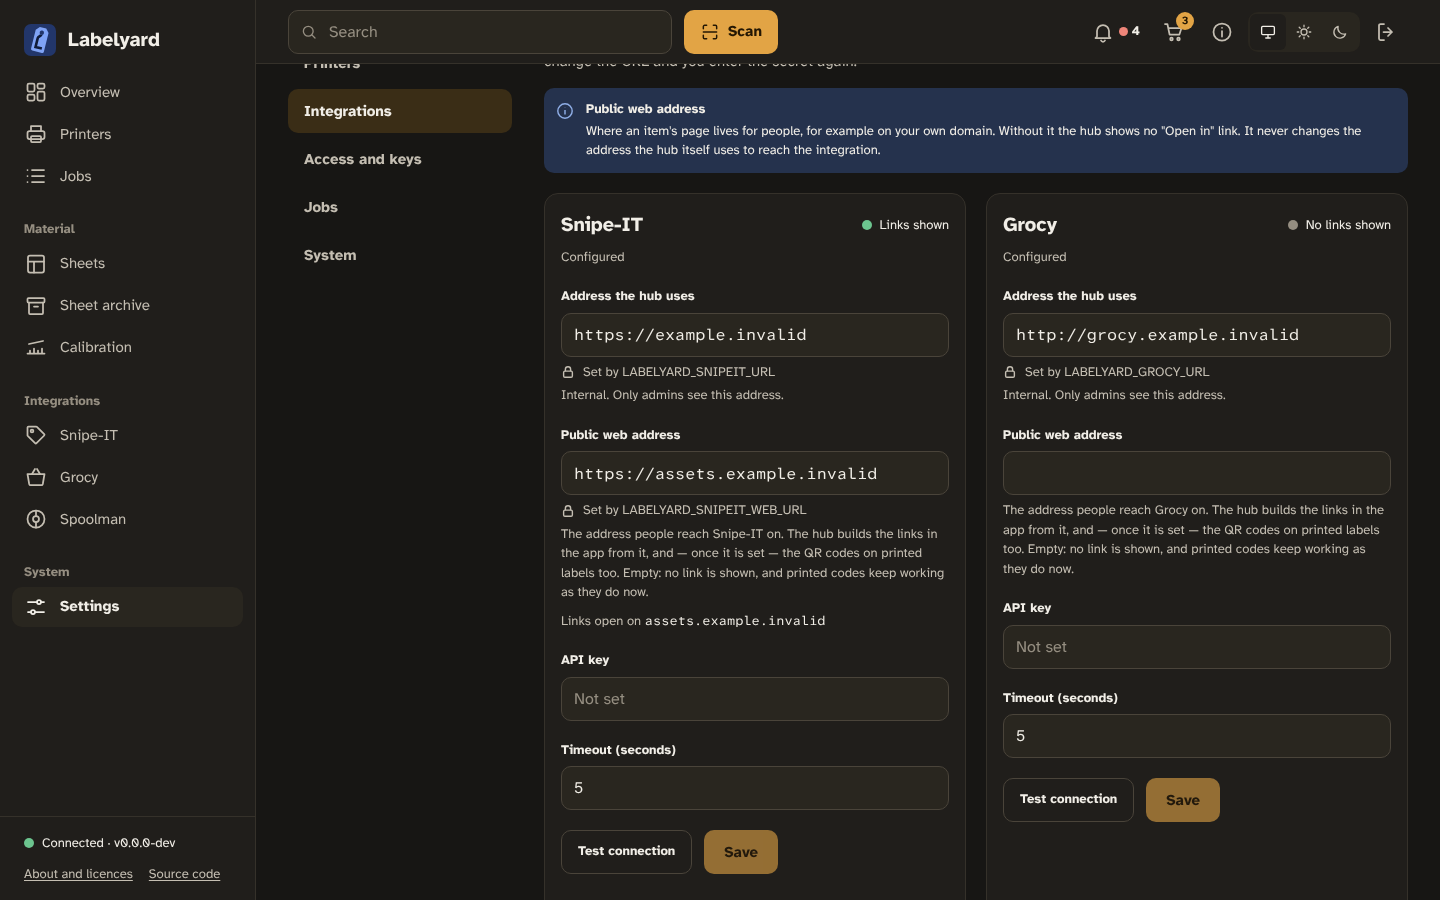 Labelyard
Search
Scan
4
3
Overview
Printers
Jobs
Material
Sheets
Sheet archive
Calibration
Integrations
Snipe-IT
Grocy
Spoolman
System
Settings
Connected · v0.0.0-dev
About and licences
Source code
Printers
Integrations
Access and keys
Jobs
System
change the URL and you enter the secret again.
Public web address
Where an item's page lives for people, for example on your own domain. Without it the hub shows no "Open in" link. It never changes the
address the hub itself uses to reach the integration.
Snipe-IT
Links shown
Configured
Address the hub uses
https://example.invalid
Set by LABELYARD_SNIPEIT_URL
Internal. Only admins see this address.
Public web address
https://assets.example.invalid
Set by LABELYARD_SNIPEIT_WEB_URL
The address people reach Snipe-IT on. The hub builds the links in
the app from it, and — once it is set — the QR codes on printed
labels too. Empty: no link is shown, and printed codes keep working
as they do now.
Links open on assets.example.invalid
API key
Not set
Timeout (seconds)
5
Test connection
Save
Grocy
No links shown
Configured
Address the hub uses
http://grocy.example.invalid
Set by LABELYARD_GROCY_URL
Internal. Only admins see this address.
Public web address
The address people reach Grocy on. The hub builds the links in the
app from it, and — once it is set — the QR codes on printed labels
too. Empty: no link is shown, and printed codes keep working as
they do now.
API key
Not set
Timeout (seconds)
5
Test connection
Save